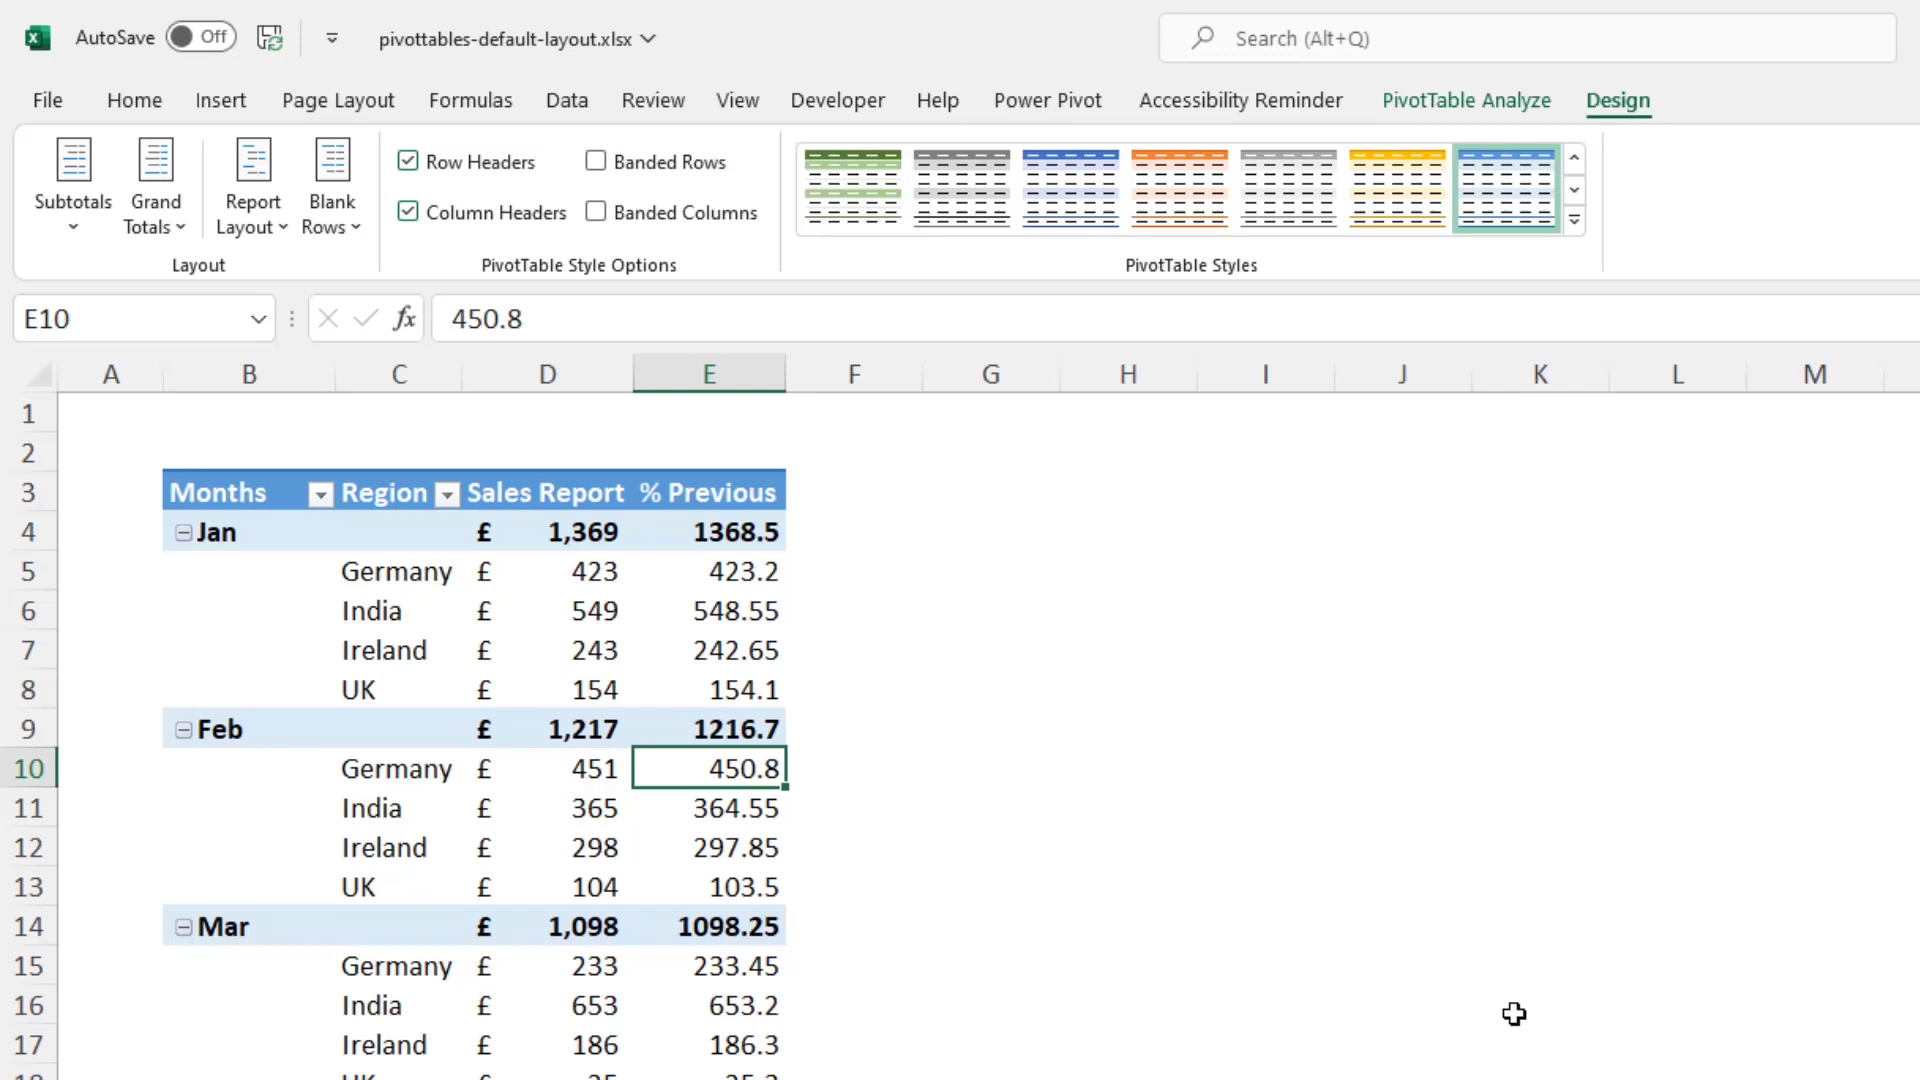 AutoSave Off pivottables-default-layout.xlsx Search (Alt+Q)
File Home Insert Page Layout Formulas Data Review View Developer Help Power Pivot Accessibility Reminder PivotTable Analyze Design
Subtotals Grand Totals Report Layout Blank Rows
Layout
Row Headers Banded Rows
Column Headers Banded Columns
PivotTable Style Options
PivotTable Styles
E10 fx 450.8
A B C D E F G H I J K L M
1
2
3 Months Region Sales Report % Previous
4 Jan £ 1,369 1368.5
5 Germany £ 423 423.2
6 India £ 549 548.55
7 Ireland £ 243 242.65
8 UK £ 154 154.1
9 Feb £ 1,217 1216.7
10 Germany £ 451 450.8
11 India £ 365 364.55
12 Ireland £ 298 297.85
13 UK £ 104 103.5
14 Mar £ 1,098 1098.25
15 Germany £ 233 233.45
16 India £ 653 653.2
17 Ireland £ 186 186.3